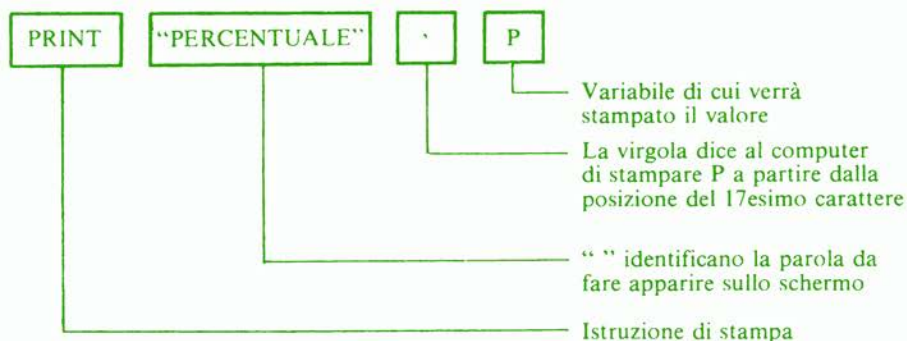 PRINT “PERCENTUALE” ‘ P
Variabile di cui verrà
stampato il valore
La virgola dice al computer
di stampare P a partire dalla
posizione del 17esimo carattere
“ ” identificano la parola da
fare apparire sullo schermo
Istruzione di stampa